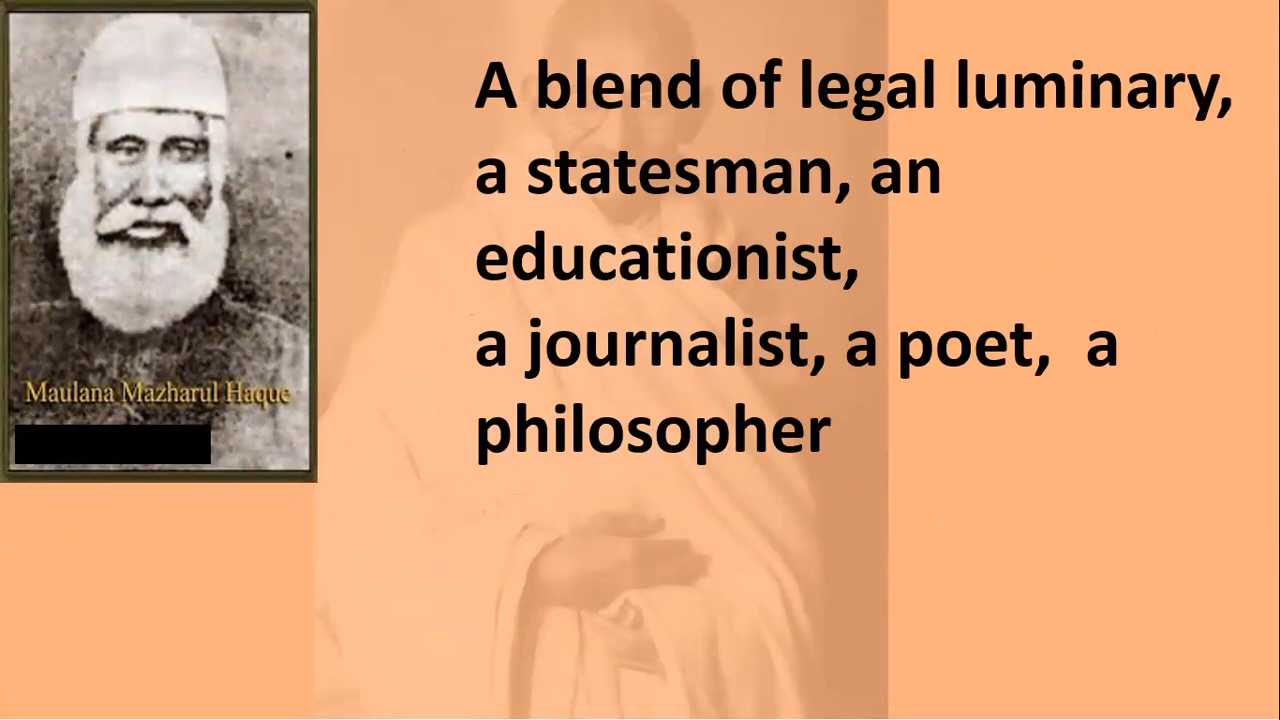 Maulana Mazharul Haque
A blend of legal luminary,
a statesman, an
educationist,
a journalist, a poet,  a
philosopher